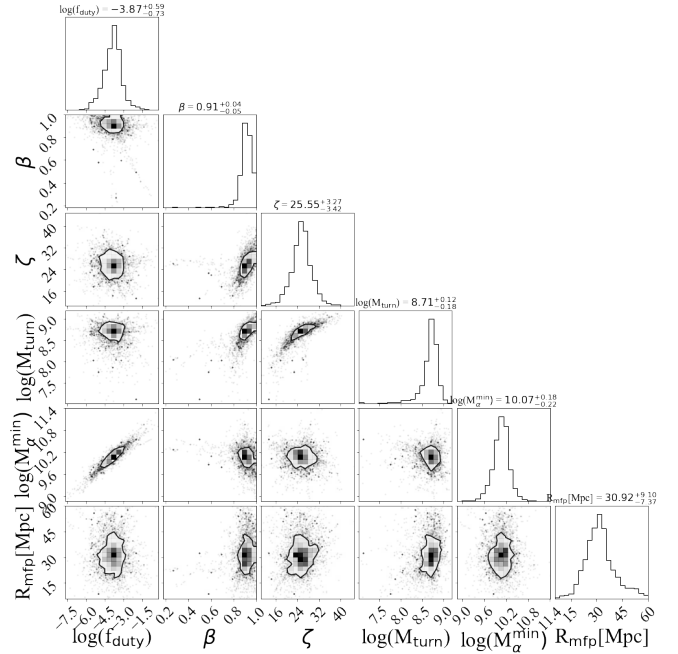 log(f_duty) = −3.87^{+0.59}_{−0.73}
β = 0.91^{+0.04}_{−0.05}
1.0
0.8
0.6
0.4
0.2
β
ζ = 25.55^{+3.27}_{−3.42}
40
32
24
16
ζ
log(M_turn) = 8.71^{+0.12}_{−0.18}
9.0
8.5
8.0
7.5
log(M_turn)
log(M_α^{min}) = 10.07^{+0.18}_{−0.22}
11.4
10.8
10.2
9.6
9.0
log(M_α^{min})
R_mfp[Mpc] = 30.92^{+9.10}_{−7.37}
60
45
30
15
R_mfp[Mpc]
−7.5 −6.0 −4.5 −3.0 −1.5 0.2 0.4 0.6 0.8 1.0 16 24 32 40 7.5 8.0 8.5 9.0 9.0 9.6 10.2 10.8 11.4 15 30 45 60
log(f_duty) β ζ log(M_turn) log(M_α^{min}) R_mfp[Mpc]